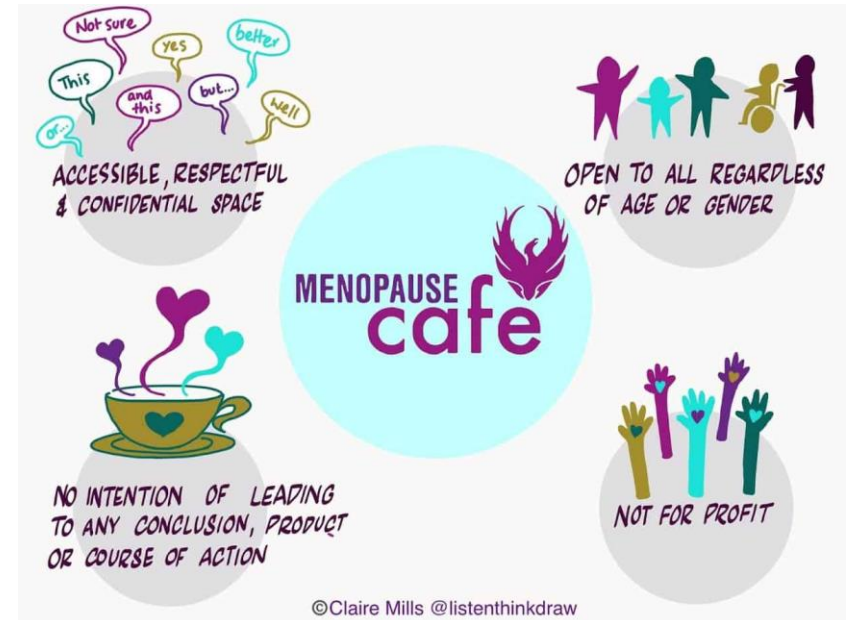 Not sure
yes
better
This
and
this
but...
Well
or...
ACCESSIBLE, RESPECTFUL
& CONFIDENTIAL SPACE
OPEN TO ALL REGARDLESS
OF AGE OR GENDER
MENOPAUSE
cafe
NO INTENTION OF LEADING
TO ANY CONCLUSION, PRODUCT
OR COURSE OF ACTION
NOT FOR PROFIT
©Claire Mills @listenthinkdraw